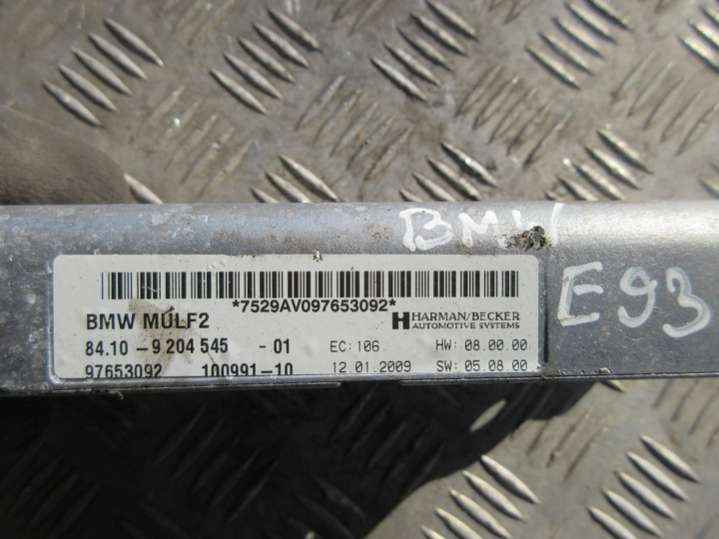 BMW
E93
*7529AV097653092*
BMW MULF2
HARMAN/BECKER
AUTOMOTIVE SYSTEMS
84.10 - 9 204 545 - 01 EC: 106 HW: 08.00.00
97653092 100991-10 12.01.2009 SW: 05.08.00